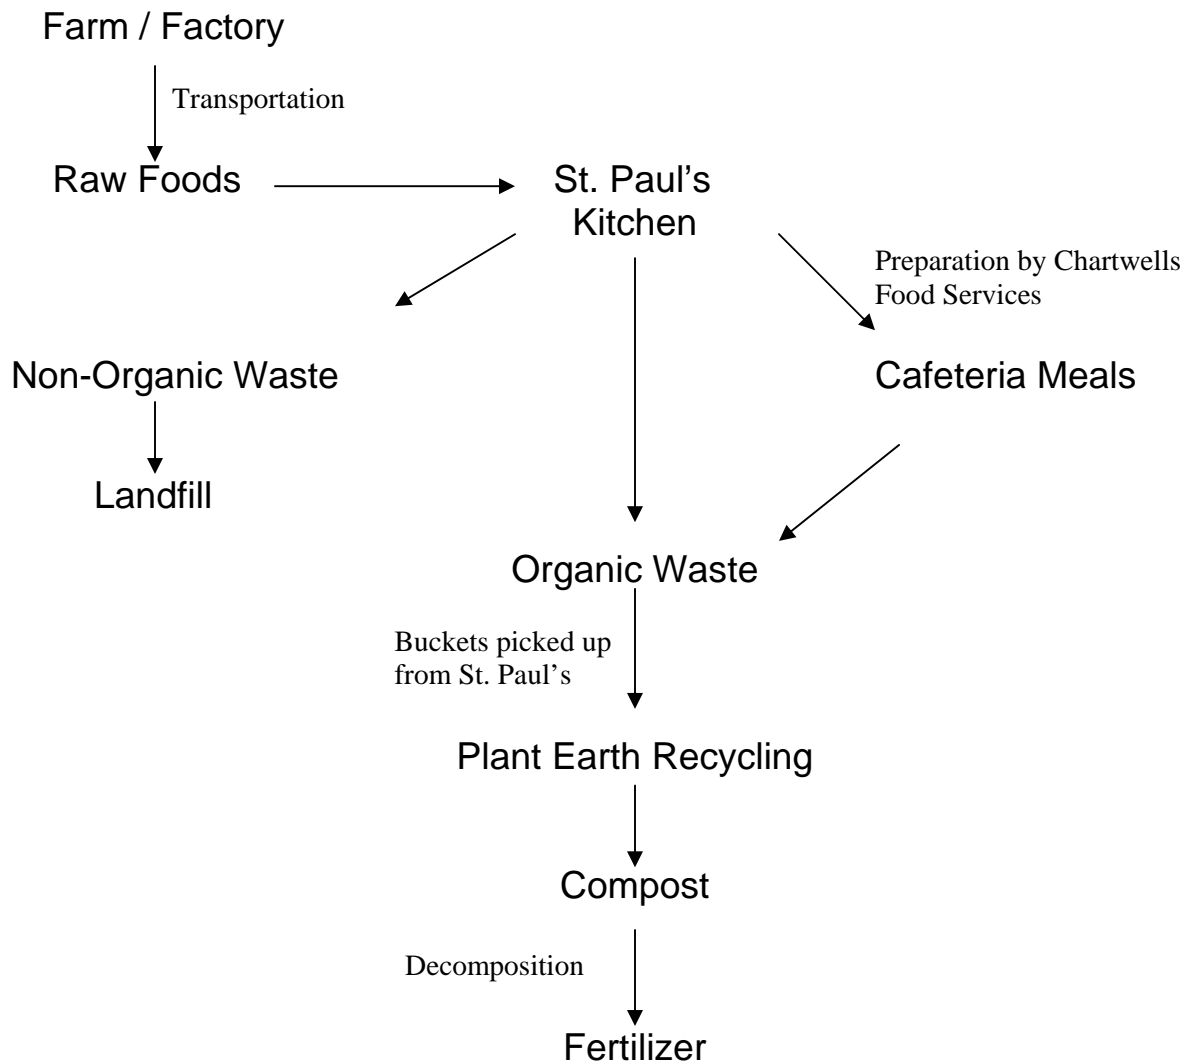 Farm / Factory
Transportation
Raw Foods
St. Paul’s
Kitchen
Preparation by Chartwells
Food Services
Non-Organic Waste
Cafeteria Meals
Landfill
Organic Waste
Buckets picked up
from St. Paul’s
Plant Earth Recycling
Compost
Decomposition
Fertilizer